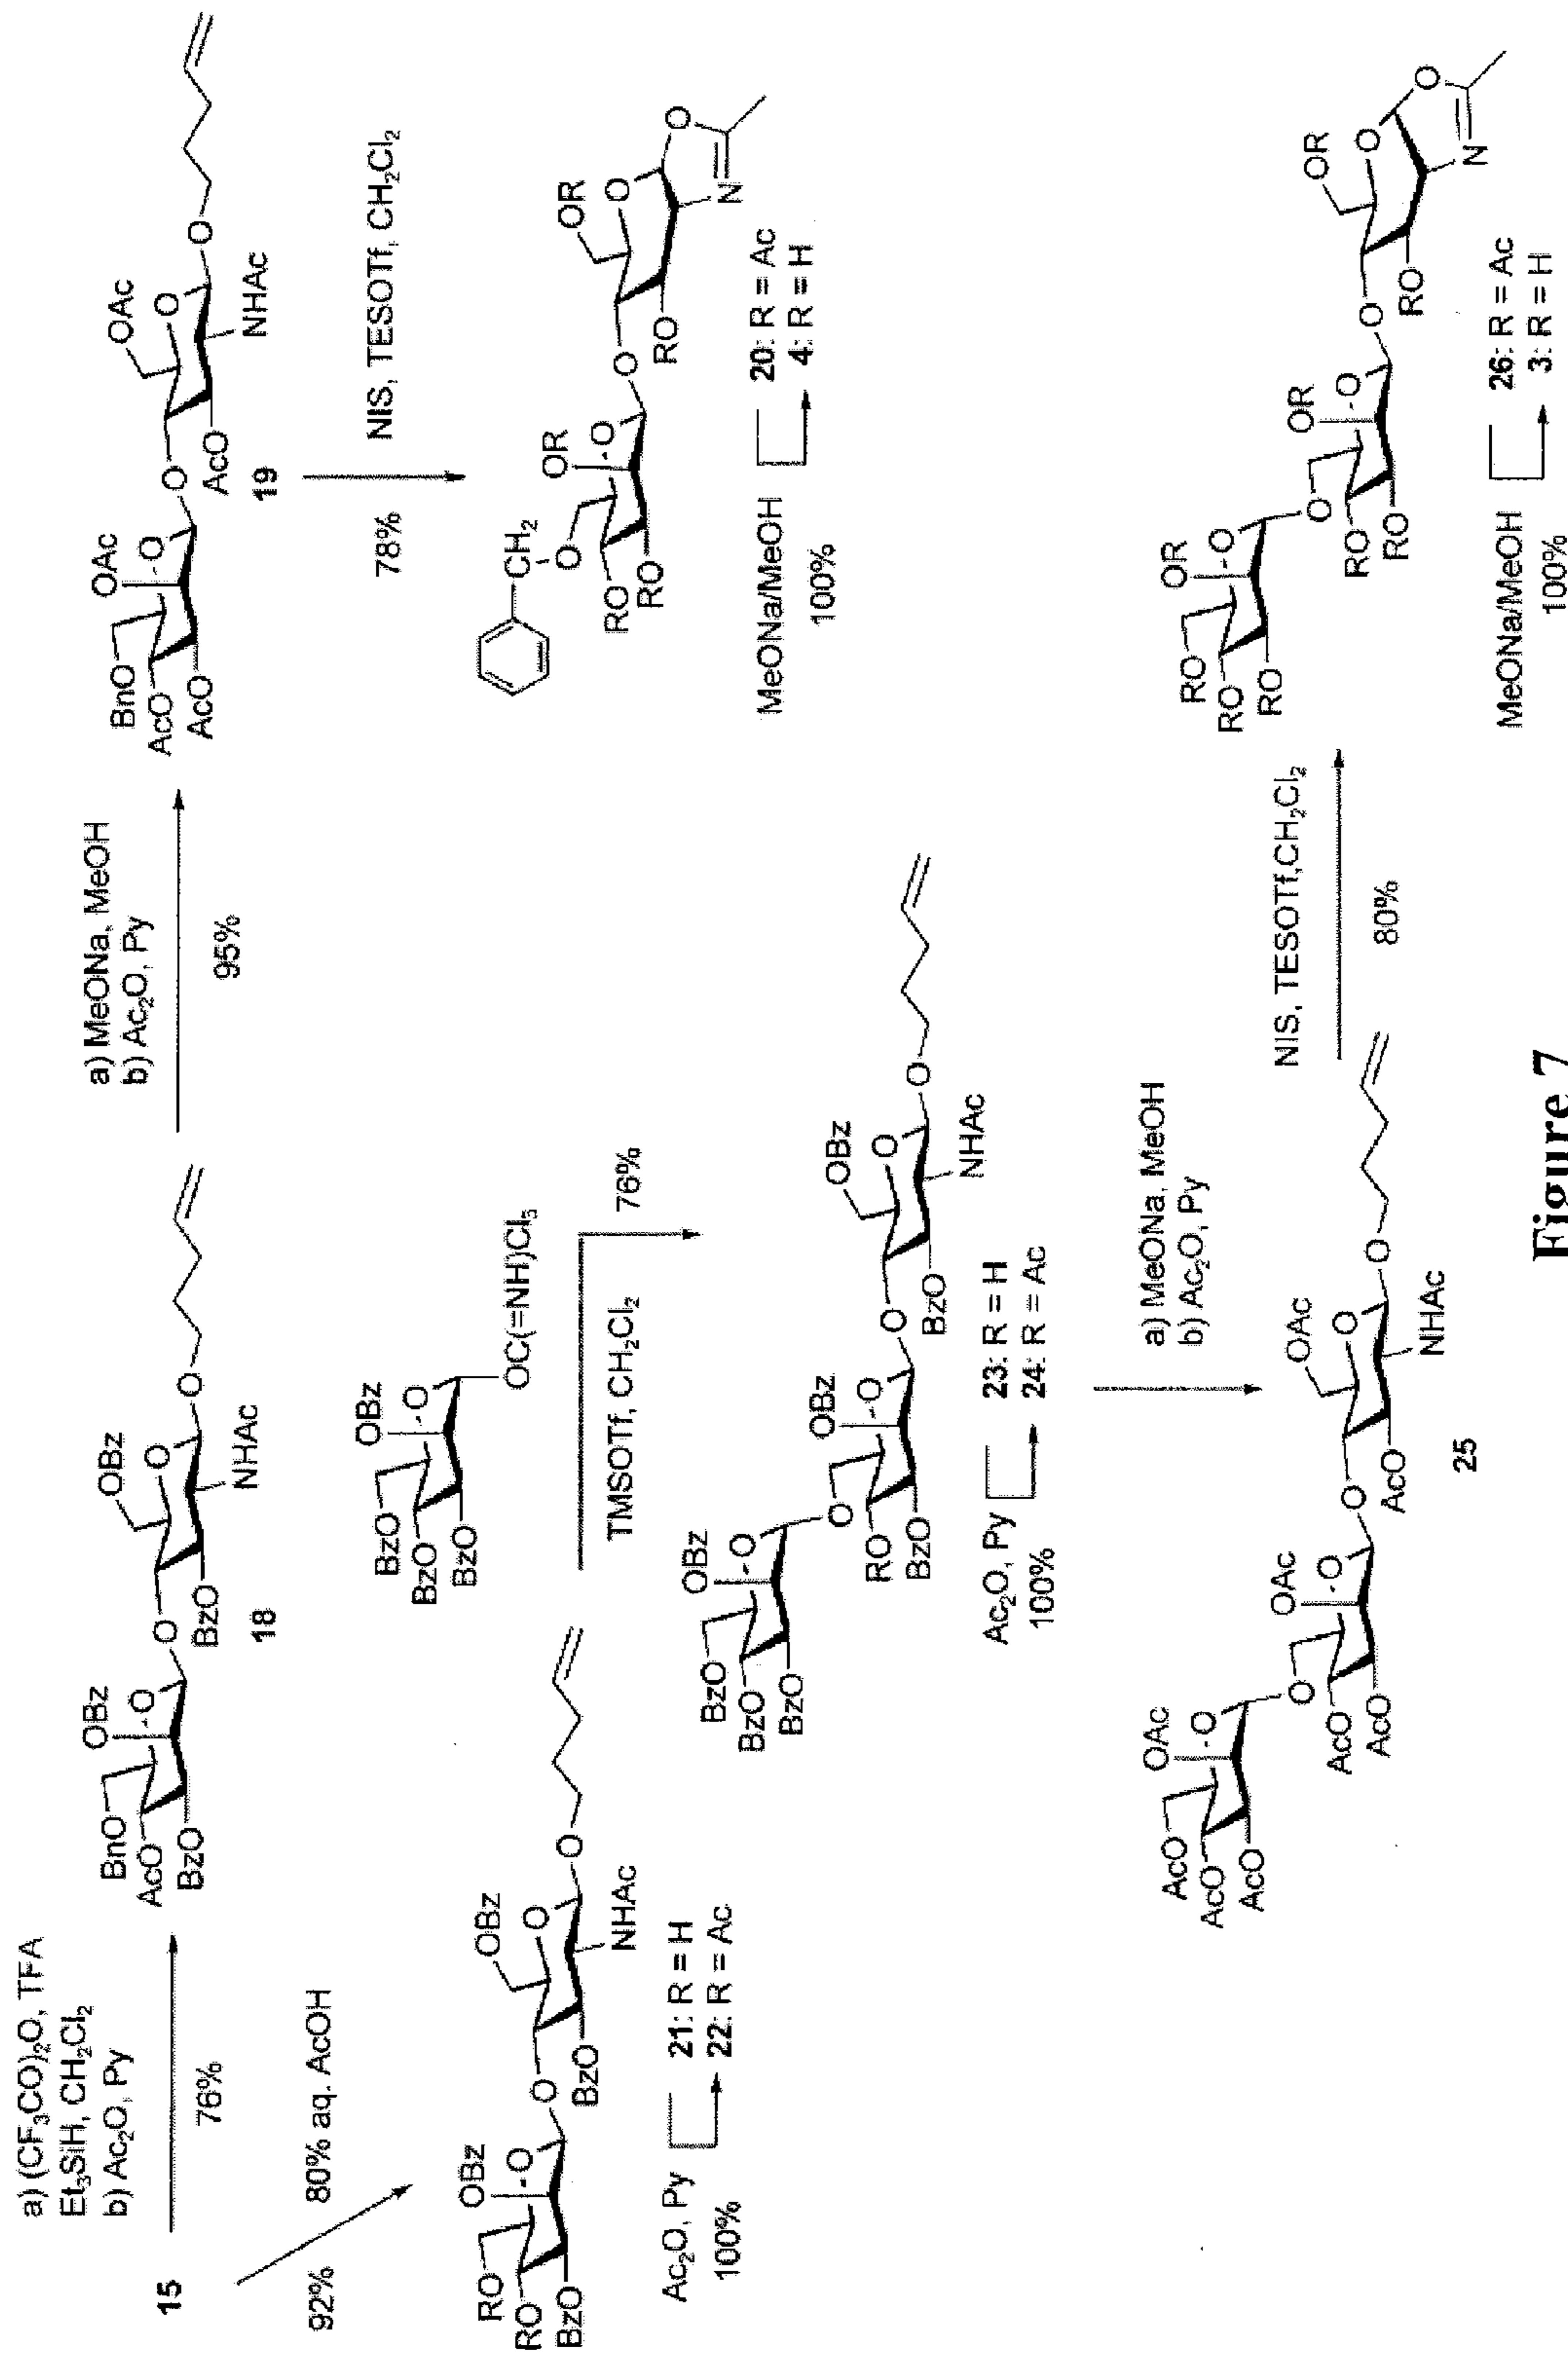 a) (CF3CO)2O, TFA
Et3SiH, CH2Cl2
b) Ac2O, Py
15
76%
OBz
BnO
AcO
BzO
O
O
OBz
O
BzO
NHAc
O
18
a) MeONa, MeOH
b) Ac2O, Py
95%
OAc
BnO
AcO
AcO
O
O
OAc
O
AcO
NHAc
O
19
NIS, TESOTf, CH2Cl2
78%
CH2
O
OR
RO
RO
O
O
OR
O
RO
O
N
20: R = Ac
4: R = H
MeONa/MeOH
100%
92%
80% aq. AcOH
OBz
RO
RO
BzO
O
O
OBz
O
BzO
NHAc
O
21: R = H
22: R = Ac
Ac2O, Py
100%
OBz
BzO
BzO
BzO
O
OC(=NH)Cl3
TMSOTf, CH2Cl2
76%
OBz
BzO
BzO
BzO
O
O
OBz
RO
BzO
O
O
OBz
O
BzO
NHAc
O
23: R = H
24: R = Ac
Ac2O, Py
100%
a) MeONa, MeOH
b) Ac2O, Py
OAc
AcO
AcO
AcO
O
O
OAc
AcO
AcO
O
O
OAc
O
AcO
NHAc
O
25
NIS, TESOTf,CH2Cl2
80%
OR
RO
RO
RO
O
O
OR
RO
RO
O
O
OR
O
RO
O
N
26: R = Ac
3: R = H
MeONa/MeOH
100%
Figure 7